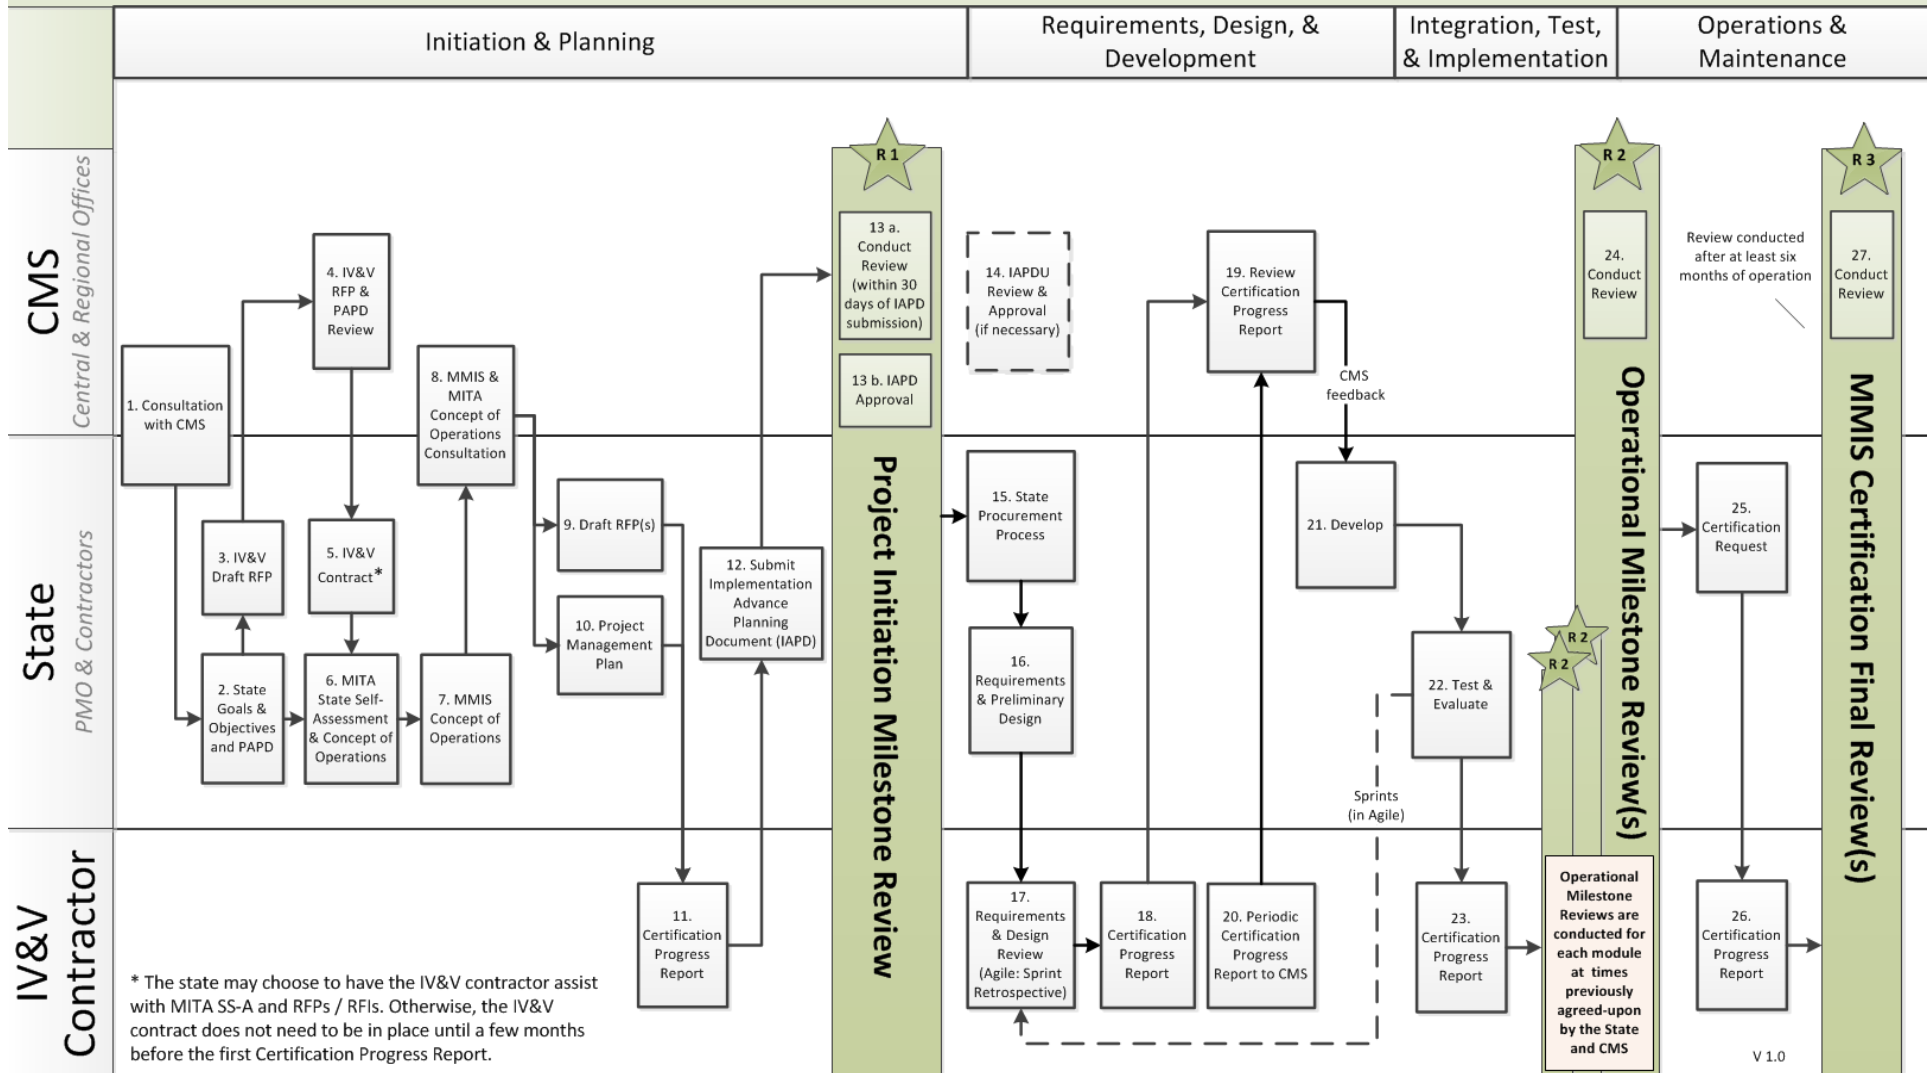 Initiation & Planning
Requirements, Design, &
Development
Integration, Test,
& Implementation
Operations &
Maintenance
CMS
Central & Regional Offices
State
PMO & Contractors
IV&V
Contractor
1. Consultation
with CMS
2. State
Goals &
Objectives
and PAPD
3. IV&V
Draft RFP
4. IV&V
RFP &
PAPD
Review
5. IV&V
Contract*
6. MITA
State Self-
Assessment
& Concept of
Operations
7. MMIS
Concept of
Operations
8. MMIS &
MITA
Concept of
Operations
Consultation
9. Draft RFP(s)
10. Project
Management
Plan
11.
Certification
Progress
Report
12. Submit
Implementation
Advance
Planning
Document (IAPD)
R 1
13 a.
Conduct
Review
(within 30
days of IAPD
submission)
13 b. IAPD
Approval
Project Initiation Milestone Review
14. IAPDU
Review &
Approval
(if necessary)
15. State
Procurement
Process
16.
Requirements
& Preliminary
Design
17.
Requirements
& Design
Review
(Agile: Sprint
Retrospective)
18.
Certification
Progress
Report
19. Review
Certification
Progress
Report
20. Periodic
Certification
Progress
Report to CMS
CMS
feedback
21. Develop
22. Test &
Evaluate
Sprints
(in Agile)
23.
Certification
Progress
Report
R 2
24.
Conduct
Review
Operational Milestone Review(s)
R 2
R 2
Operational
Milestone
Reviews are
conducted for
each module
at times
previously
agreed-upon
by the State
and CMS
25.
Certification
Request
26.
Certification
Progress
Report
Review conducted
after at least six
months of operation
R 3
27.
Conduct
Review
MMIS Certification Final Review(s)
* The state may choose to have the IV&V contractor assist
with MITA SS-A and RFPs / RFIs. Otherwise, the IV&V
contract does not need to be in place until a few months
before the first Certification Progress Report.
V 1.0